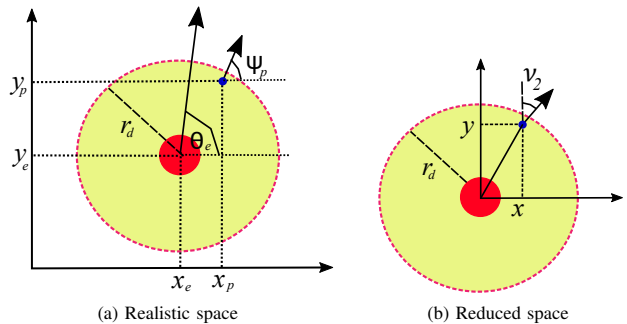 y_p
ψ_p
r_d
θ_e
y_e
x_e
x_p
(a) Realistic space
ν_2
y
r_d
x
(b) Reduced space